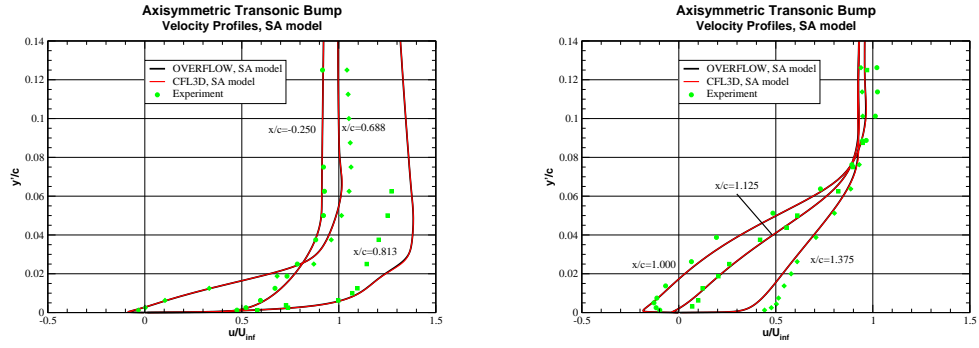 Axisymmetric Transonic Bump
Velocity Profiles, SA model
0.14
0.12
0.1
0.08
0.06
0.04
0.02
0
y'/c
OVERFLOW, SA model
CFL3D, SA model
Experiment
x/c=-0.250
x/c=0.688
x/c=0.813
-0.5
0
0.5
1
1.5
u/U_inf
Axisymmetric Transonic Bump
Velocity Profiles, SA model
0.14
0.12
0.1
0.08
0.06
0.04
0.02
0
y'/c
OVERFLOW, SA model
CFL3D, SA model
Experiment
x/c=1.125
x/c=1.000
x/c=1.375
-0.5
0
0.5
1
1.5
u/U_inf